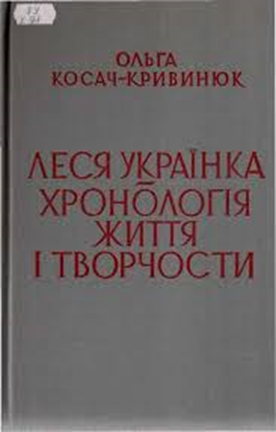 ОЛЬГА
КОСАЧ-КРИВИНЮК
ЛЕСЯ УКРАЇНКА
ХРОНОЛОГІЯ
ЖИТТЯ
І ТВОРЧОСТИ